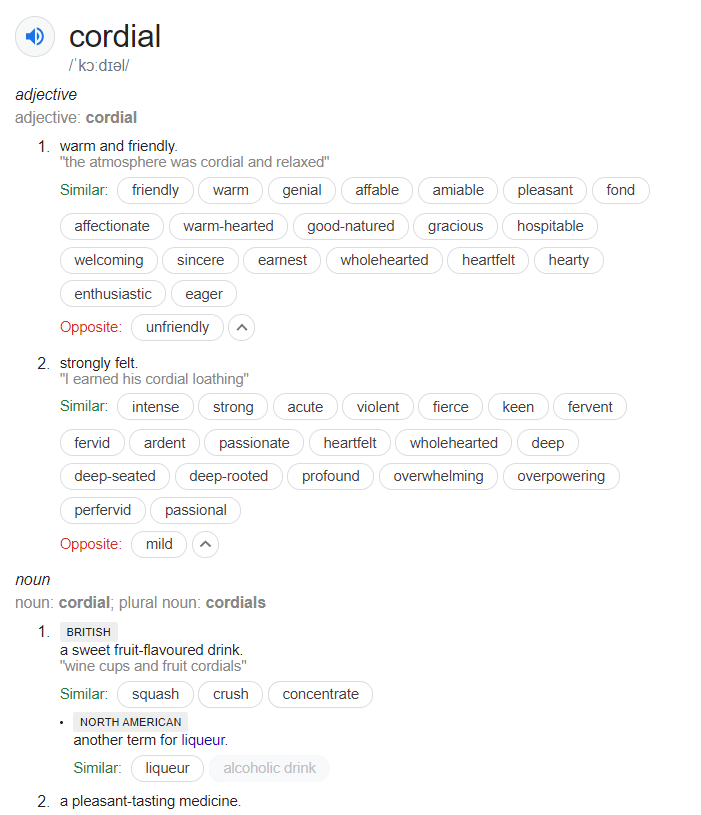 cordial
/ˈkɔːdɪəl/
adjective
adjective: cordial
1. warm and friendly.
"the atmosphere was cordial and relaxed"
Similar: friendly warm genial affable amiable pleasant fond
affectionate warm-hearted good-natured gracious hospitable
welcoming sincere earnest wholehearted heartfelt hearty
enthusiastic eager
Opposite: unfriendly
2. strongly felt.
"I earned his cordial loathing"
Similar: intense strong acute violent fierce keen fervent
fervid ardent passionate heartfelt wholehearted deep
deep-seated deep-rooted profound overwhelming overpowering
perfervid passional
Opposite: mild
noun
noun: cordial; plural noun: cordials
1. BRITISH
a sweet fruit-flavoured drink.
"wine cups and fruit cordials"
Similar: squash crush concentrate
• NORTH AMERICAN
another term for liqueur.
Similar: liqueur alcoholic drink
2. a pleasant-tasting medicine.